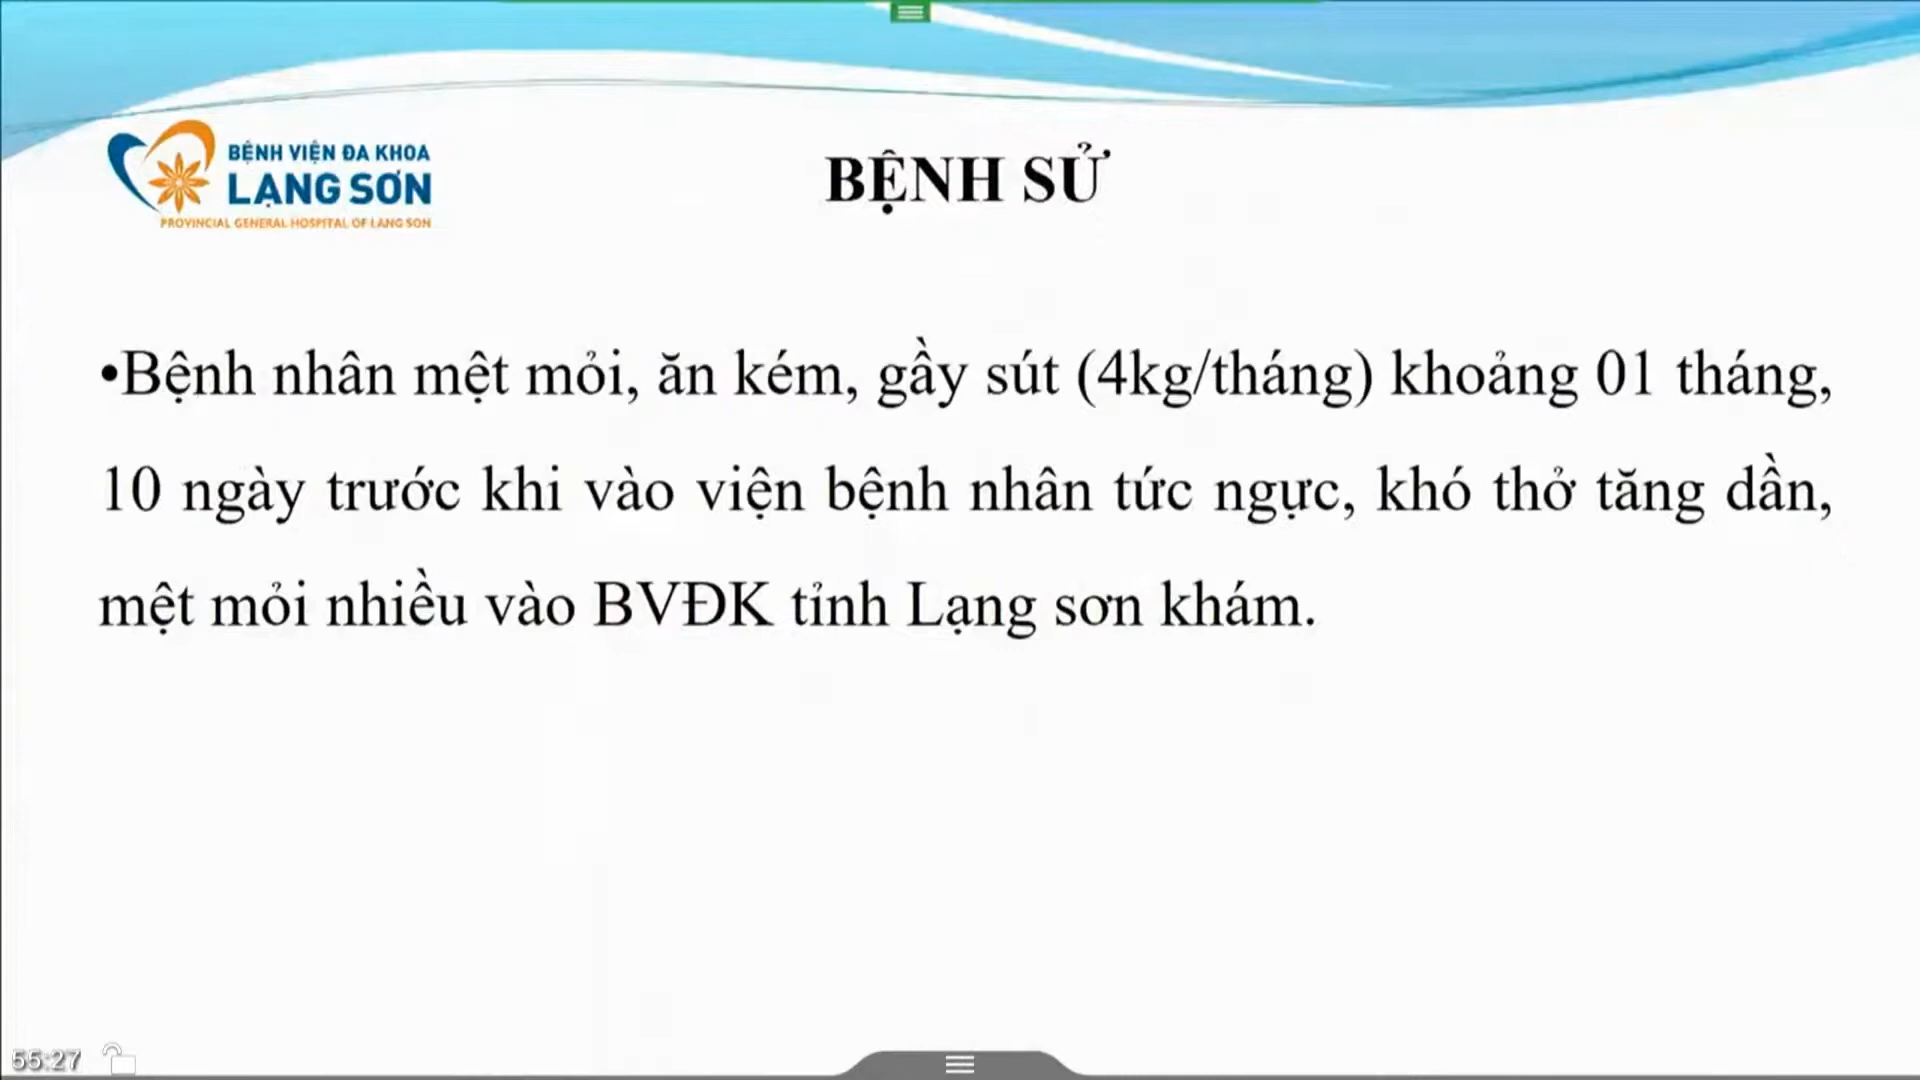 BỆNH VIỆN ĐA KHOA
LẠNG SƠN
PROVINCIAL GENERAL HOSPITAL OF LANG SON
BỆNH SỬ
•Bệnh nhân mệt mỏi, ăn kém, gầy sút (4kg/tháng) khoảng 01 tháng,
10 ngày trước khi vào viện bệnh nhân tức ngực, khó thở tăng dần,
mệt mỏi nhiều vào BVĐK tỉnh Lạng sơn khám.
55:27